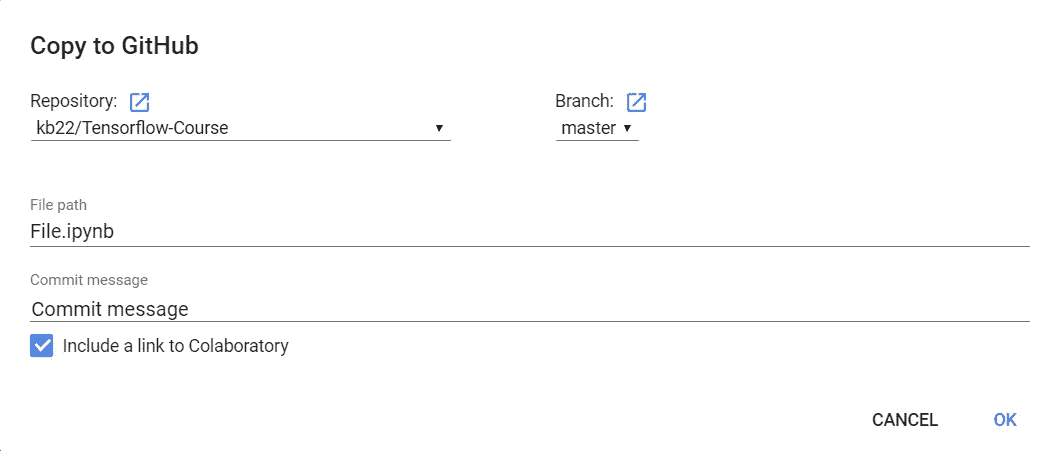 Copy to GitHub
Repository: Branch:
kb22/Tensorflow-Course master
File path
File.ipynb
Commit message
Commit message
Include a link to Colaboratory
CANCEL OK